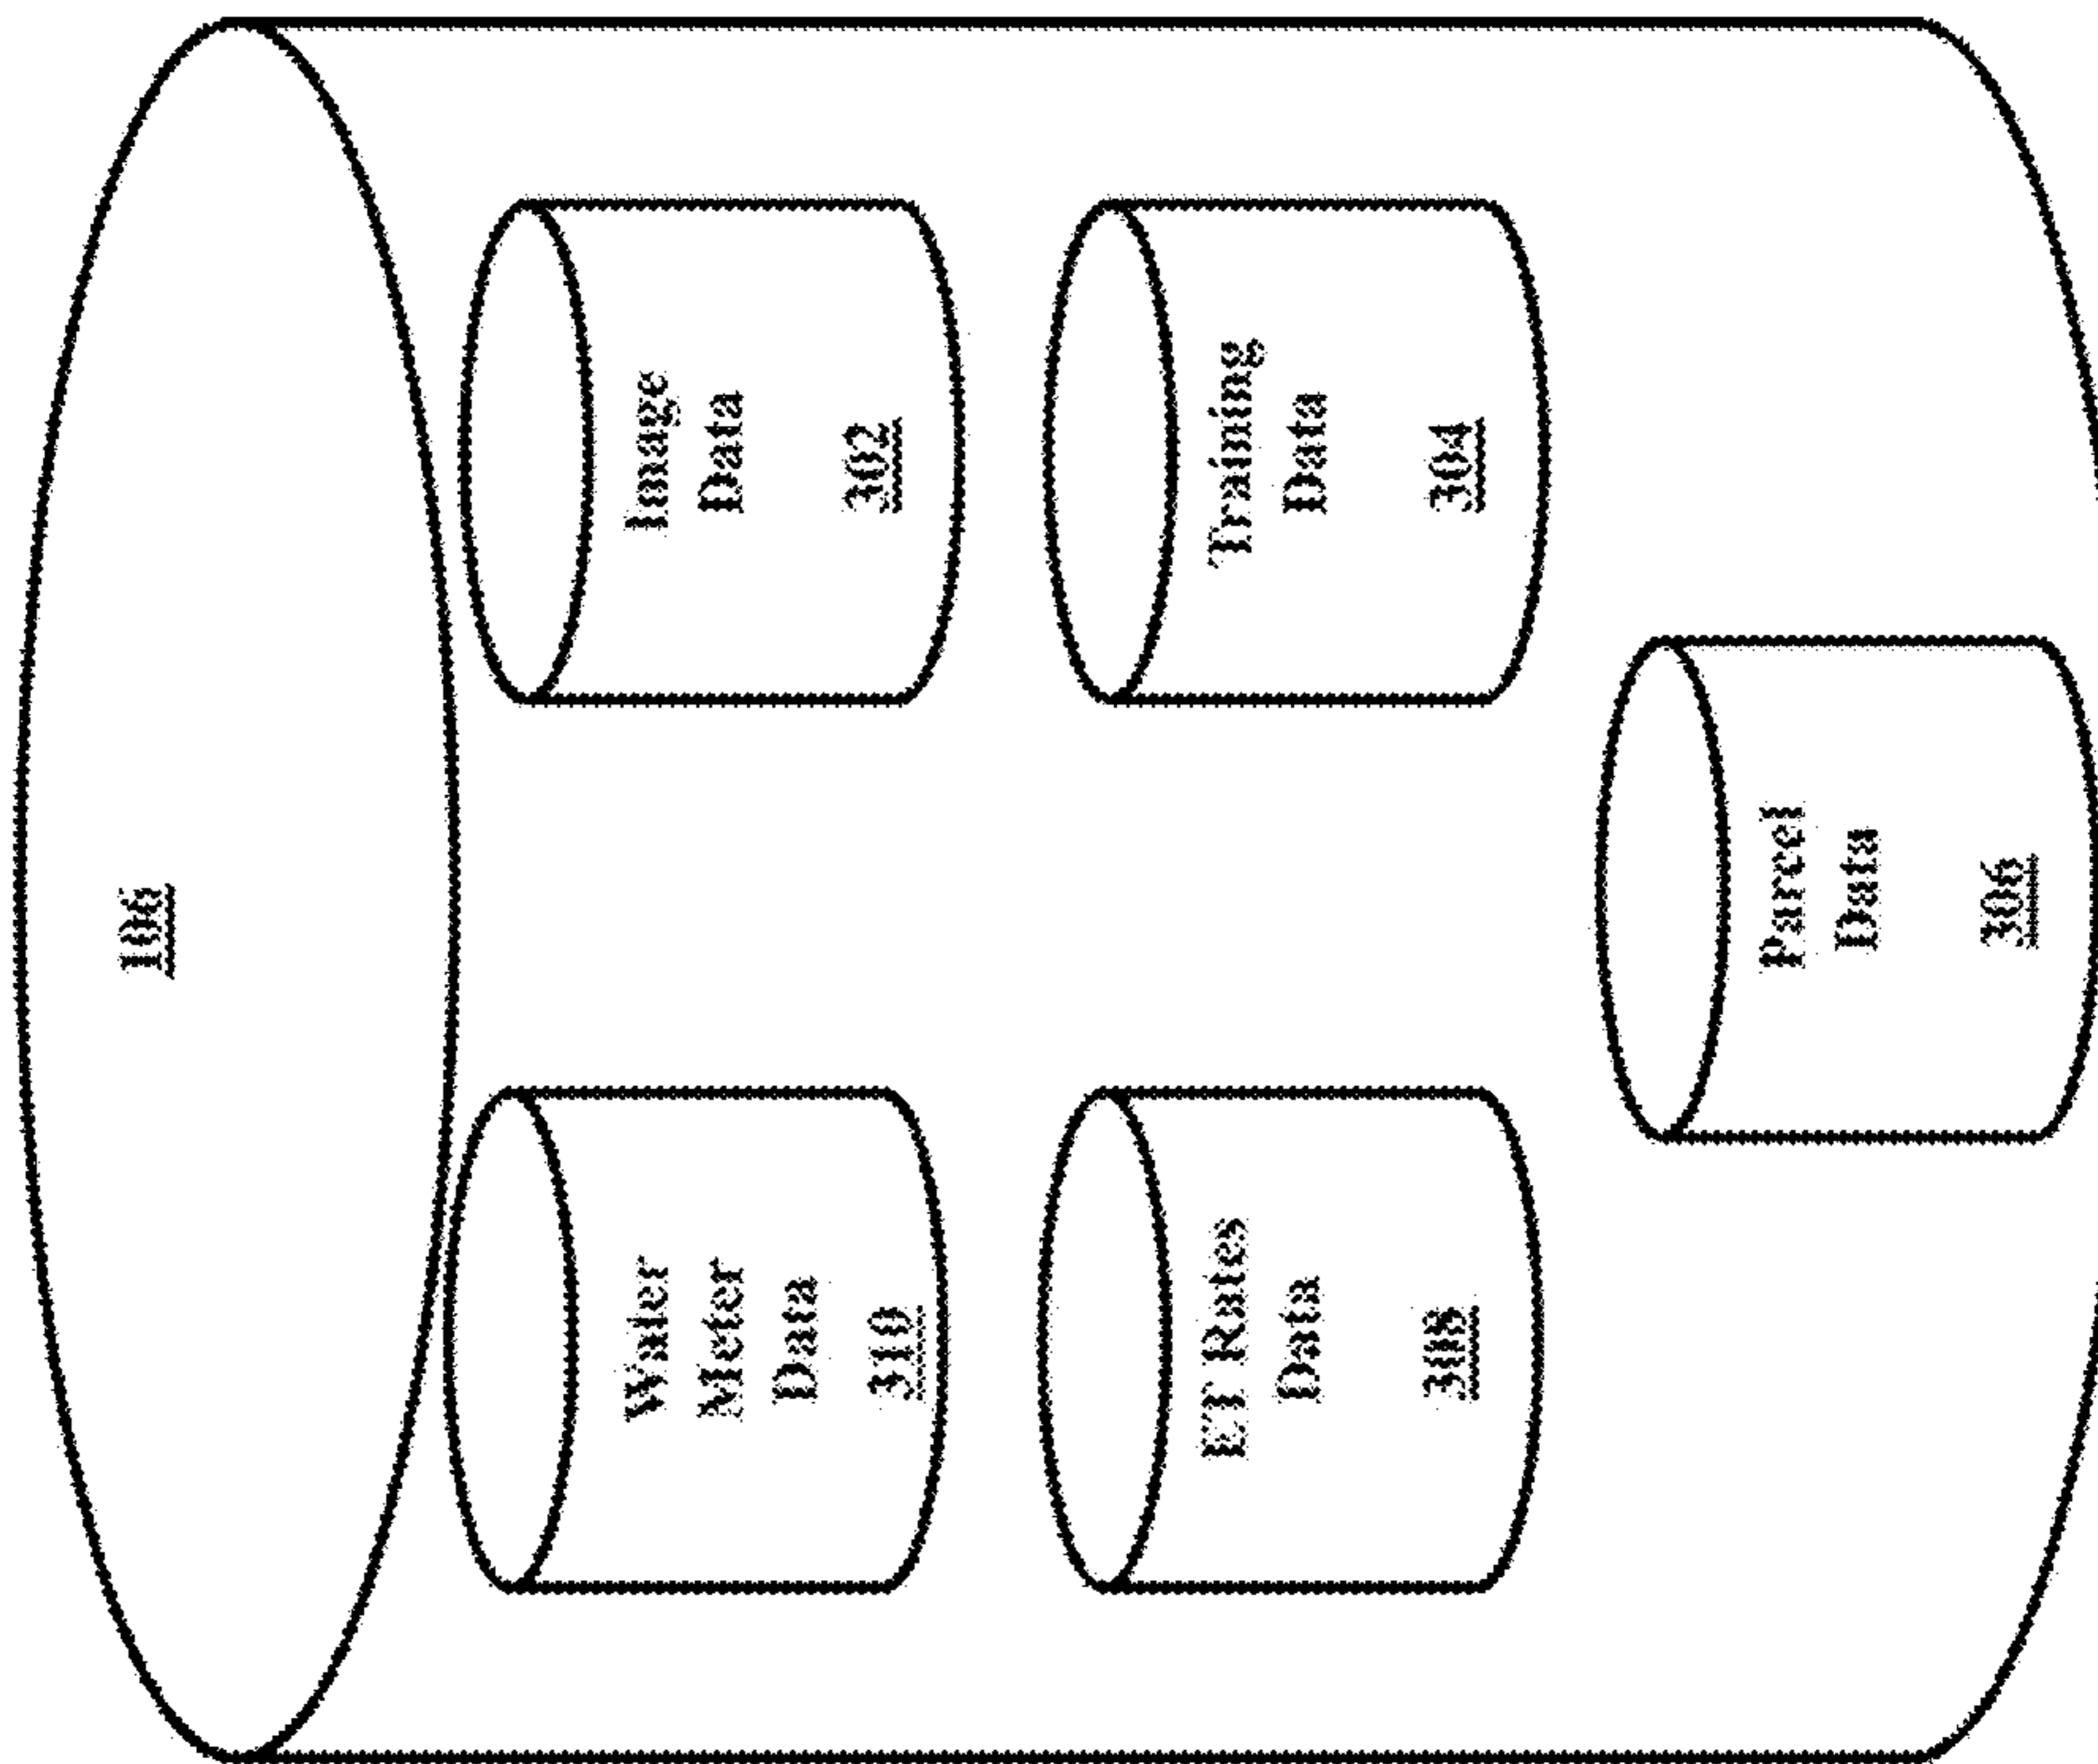 106
Water
Meter
Data
310
Image
Data
302
ET Rates
Data
308
Training
Data
304
Parcel
Data
306